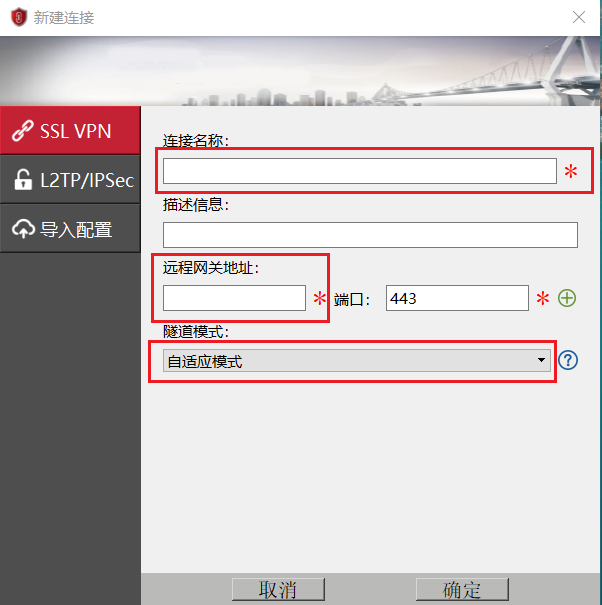 新建连接
SSL VPN
L2TP/IPSec
导入配置
连接名称：
*
描述信息：
远程网关地址：
* 端口： 443 *
隧道模式：
自适应模式 ?
取消 确定